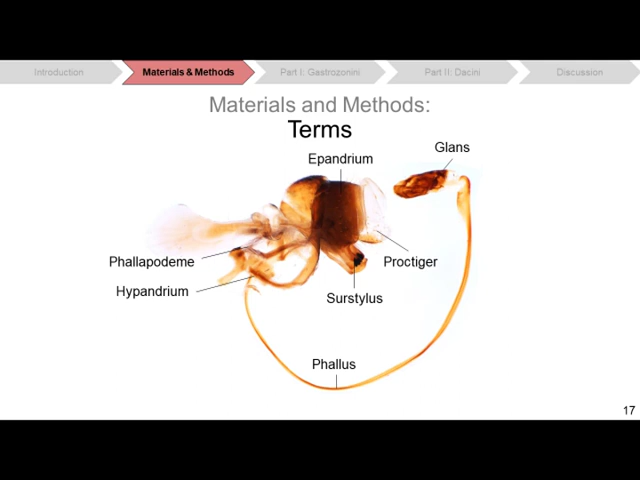 Introduction
Materials & Methods
Part I: Gastrozonini
Part II: Dacini
Discussion
Materials and Methods:
Terms
Glans
Epandrium
Phallapodeme
Proctiger
Hypandrium
Surstylus
Phallus
17